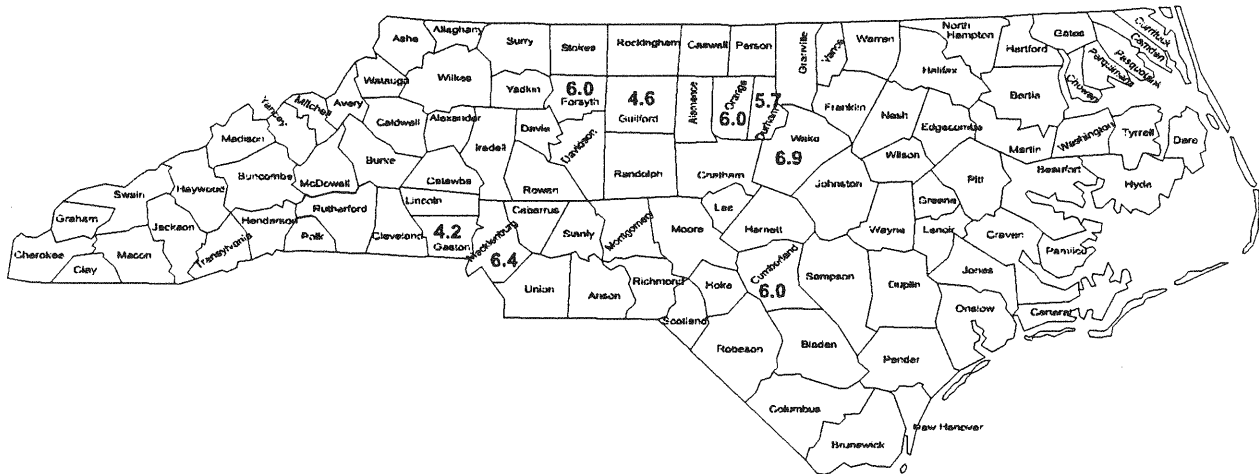 Ashe
Alleghany
Surry
Stokes
Rockingham
Caswell
Person
Granville
Vance
Warren
North
Hampton
Hertford
Gates
Currituck
Camden
Pasquotank
Perquimans
Chowan
Watauga
Wilkes
Yadkin
6.0
Forsyth
4.6
Guilford
Alamance
Orange
6.0
5.7
Durham
Franklin
Halifax
Bertie
Mitchell
Yancey
Avery
Caldwell
Alexander
Iredell
Davie
Davidson
Wake
6.9
Nash
Edgecombe
Martin
Washington
Tyrrell
Dare
Madison
Buncombe
McDowell
Burke
Catawba
Rowan
Randolph
Chatham
Johnston
Wilson
Pitt
Beaufort
Hyde
Swain
Haywood
Graham
Jackson
Henderson
Rutherford
Polk
Cleveland
Lincoln
4.2
Gaston
Mecklenburg
6.4
Cabarrus
Stanly
Montgomery
Moore
Lee
Harnett
Wayne
Greene
Lenoir
Craven
Pamlico
Cherokee
Clay
Macon
Transylvania
Union
Anson
Richmond
Hoke
Scotland
Cumberland
6.0
Sampson
Duplin
Jones
Onslow
Carteret
Robeson
Bladen
Pender
Columbus
Brunswick
New Hanover